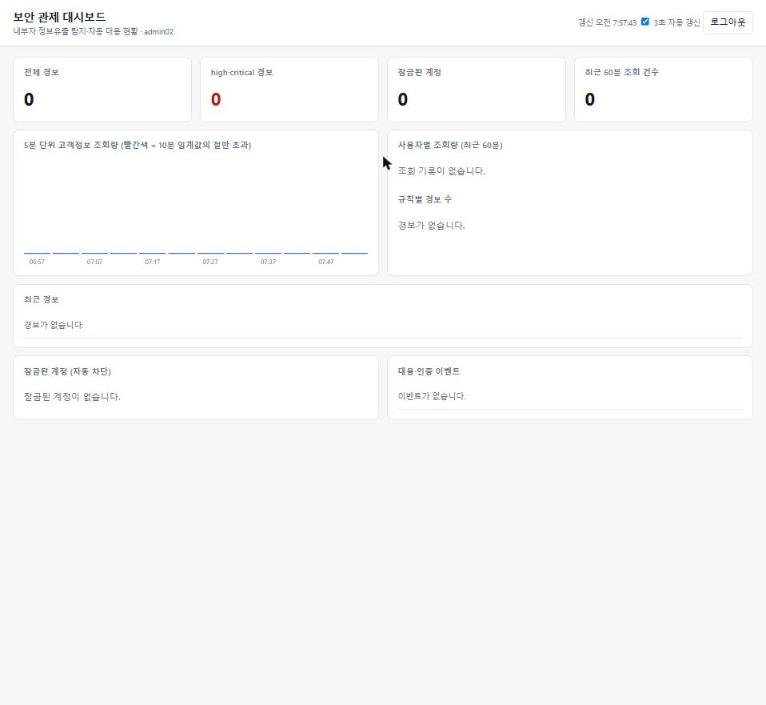 보안 관제 대시보드
내부자 정보유출 탐지·자동 대응 현황 · admin02
갱신 오전 7:57:43 3초 자동 갱신 로그아웃
전체 경보
0
high·critical 경보
0
잠금된 계정
0
최근 60분 조회 건수
0
5분 단위 고객정보 조회량 (빨간색 = 10분 임계값의 절반 초과)
06:57 07:07 07:17 07:27 07:37 07:47
사용자별 조회량 (최근 60분)
조회 기록이 없습니다.
규칙별 경보 수
경보가 없습니다.
최근 경보
경보가 없습니다.
잠금된 계정 (자동 차단)
잠금된 계정이 없습니다.
대응·인증 이벤트
이벤트가 없습니다.